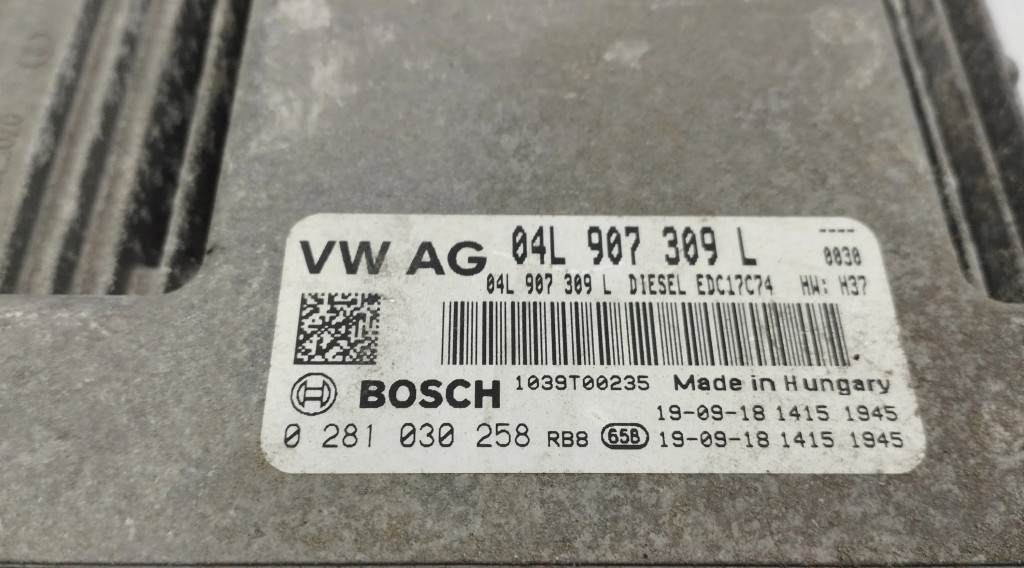 VW AG 04L 907 309 L ----
0030
04L 907 309 L DIESEL EDC17C74 HW: H37
BOSCH 1039T00235 Made in Hungary
19-09-18 1415 1945
0 281 030 258 RB8 65B 19-09-18 1415 1945